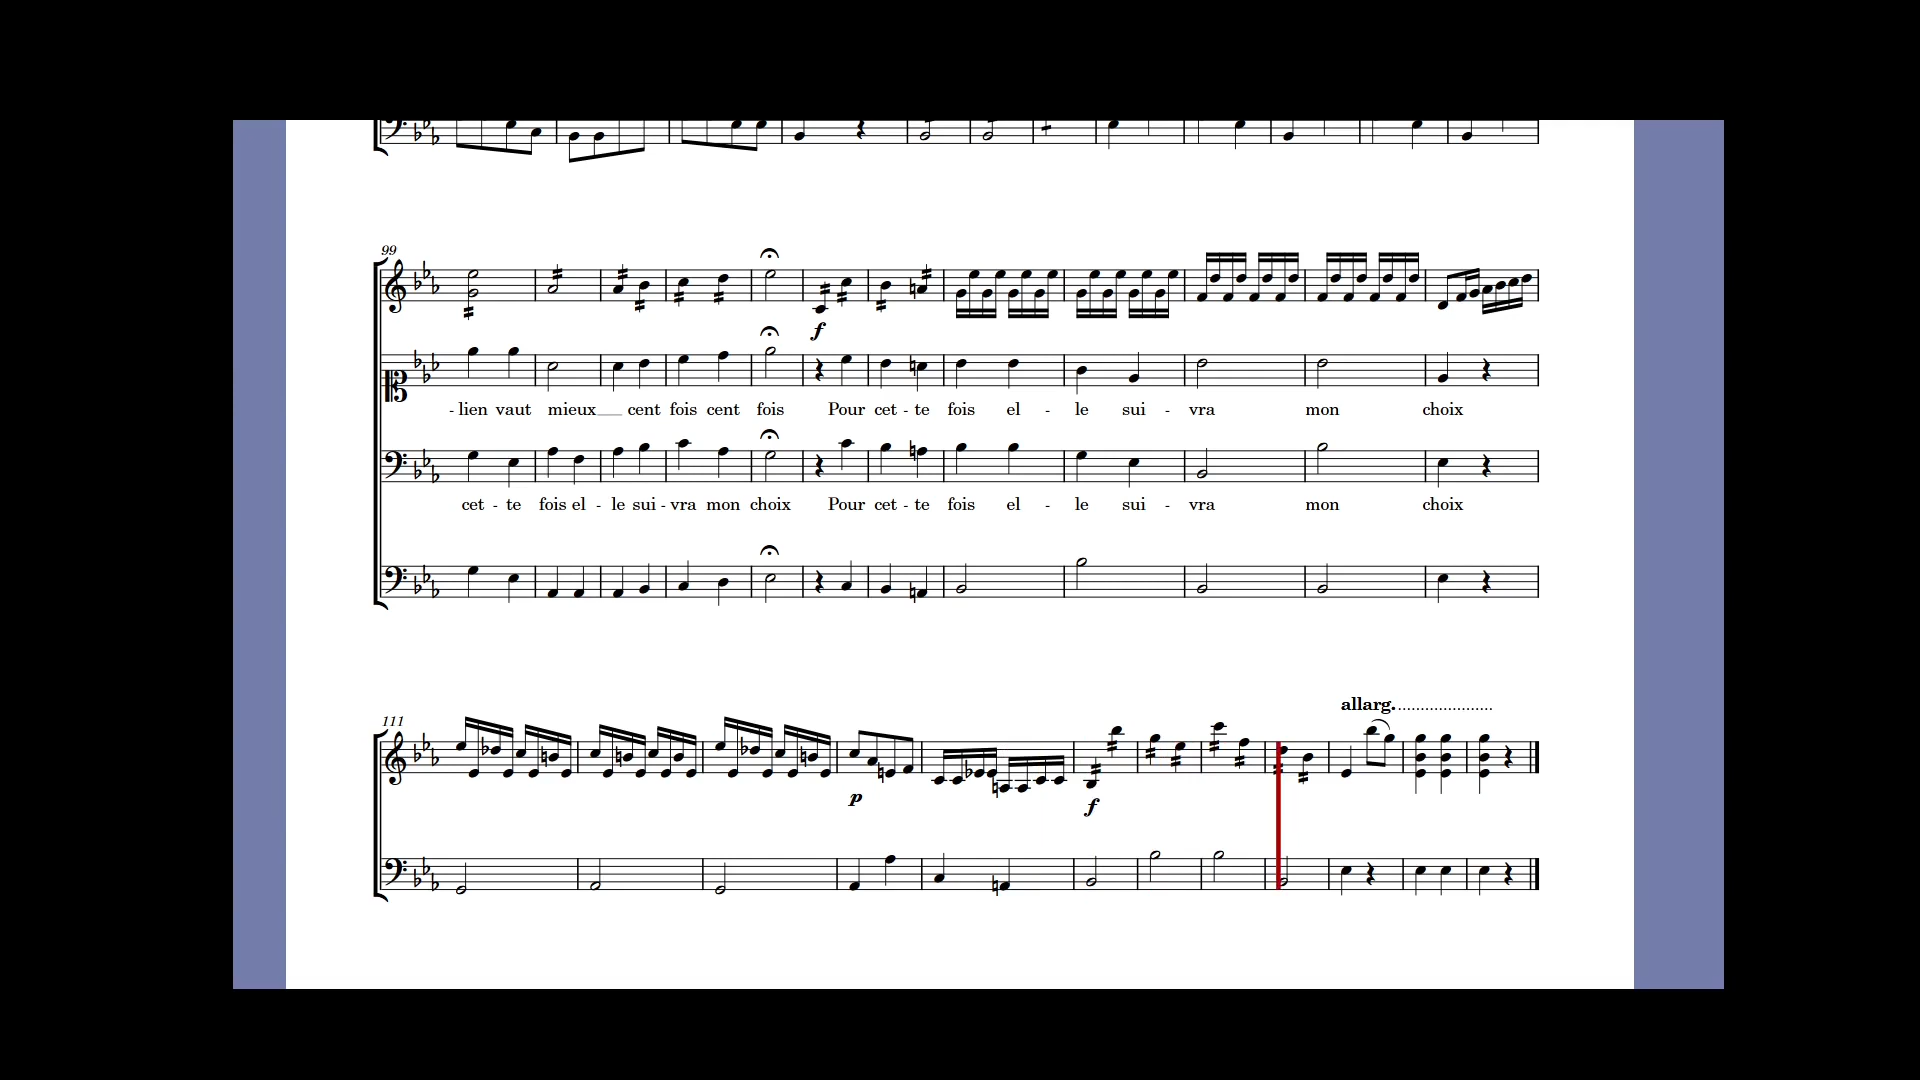 99
f
- lien vaut mieux___ cent fois cent fois Pour cet - te fois el - le sui - vra mon choix
cet - te fois el - le sui - vra mon choix Pour cet - te fois el - le sui - vra mon choix
allarg.....................
111
p
f